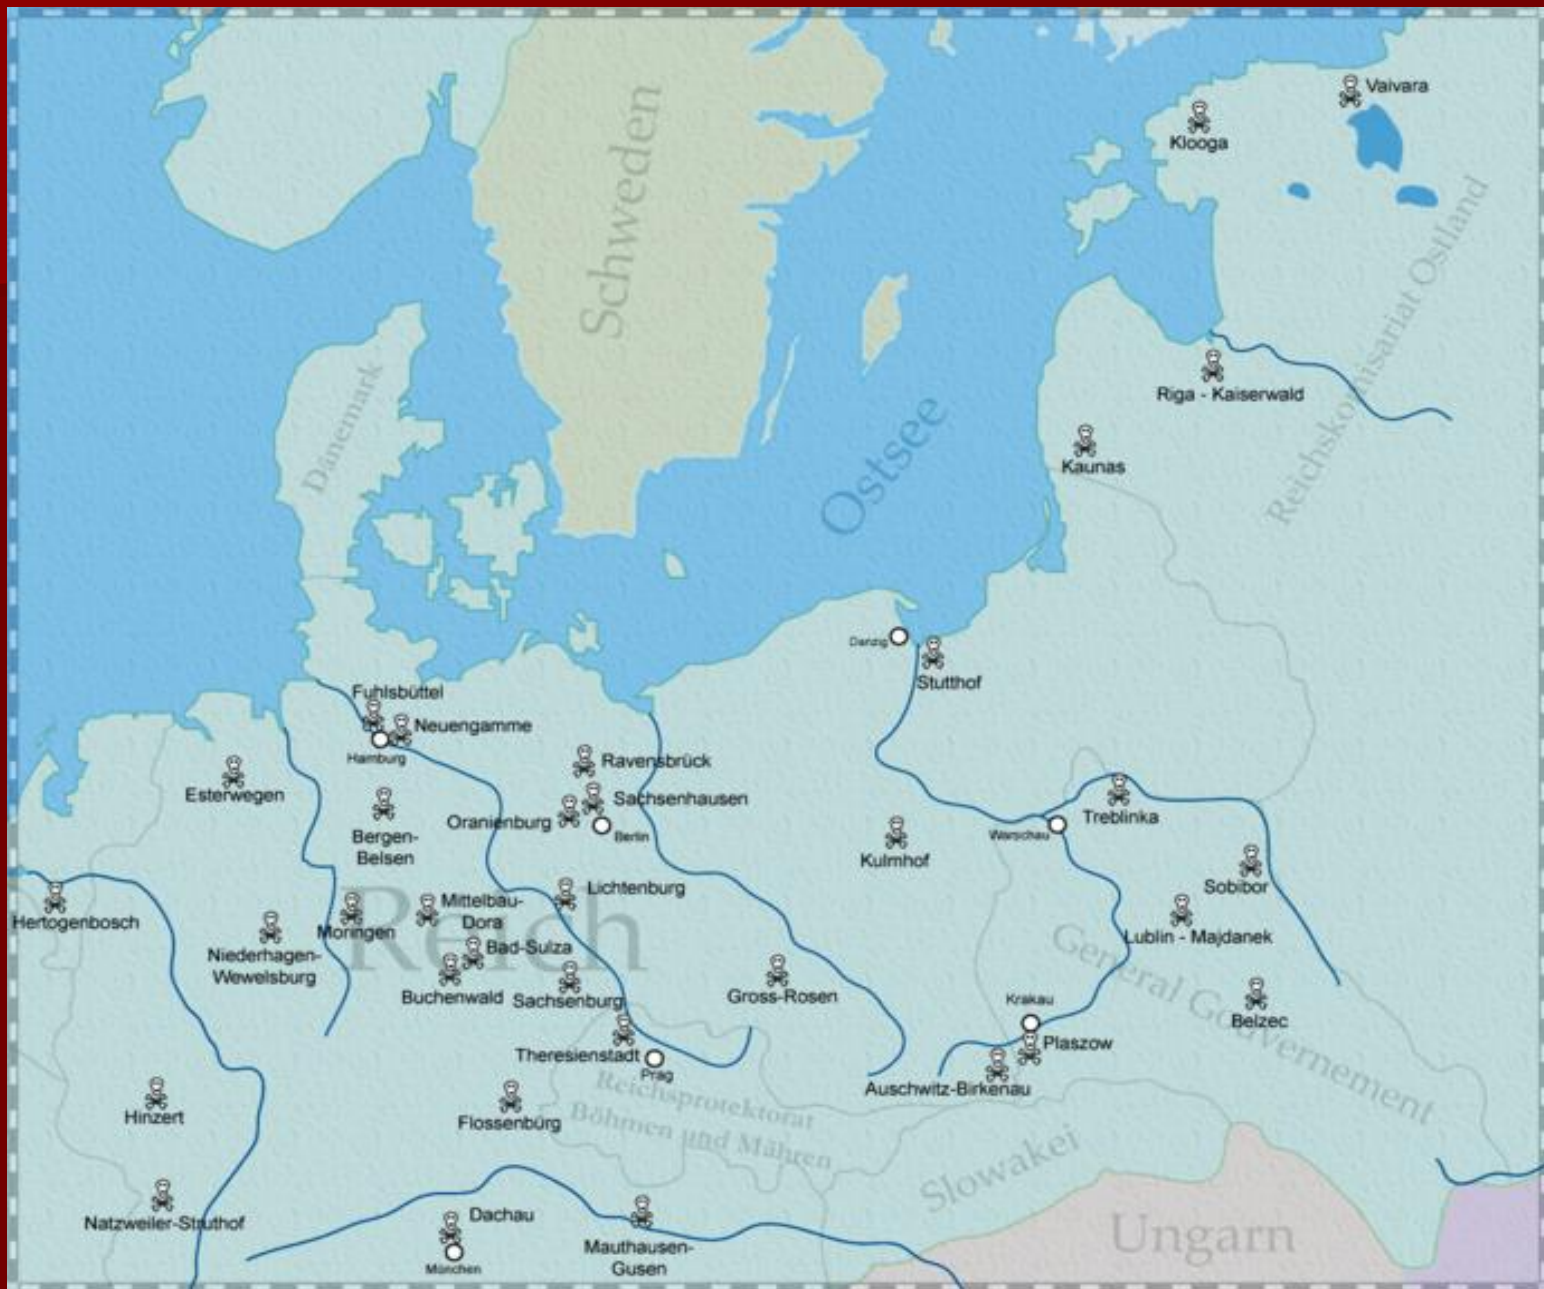 Schweden
Vaivara
Klooga
Reichskomisariat Ostland
Riga - Kaiserwald
Dänemark
Ostsee
Kaunas
Danzig
Stutthof
Fuhlsbüttel
Neuengamme
Hamburg
Ravensbrück
Esterwegen
Sachsenhausen
Oranienburg
Berlin
Bergen-
Belsen
Treblinka
Warschau
Kulmhof
Sobibor
Lichtenburg
Mittelbau-
Dora
Hertogenbosch
Moringen
Reich
Lublin - Majdanek
Niederhagen-
Wewelsburg
Bad-Sulza
Buchenwald
Sachsenburg
Gross-Rosen
General Gouvernement
Krakau
Belzec
Plaszow
Theresienstadt
Prag
Auschwitz-Birkenau
Reichsprotektorat
Böhmen und Mähren
Hinzert
Flossenbürg
Slowakei
Natzweiler-Struthof
Dachau
München
Mauthausen-
Gusen
Ungarn